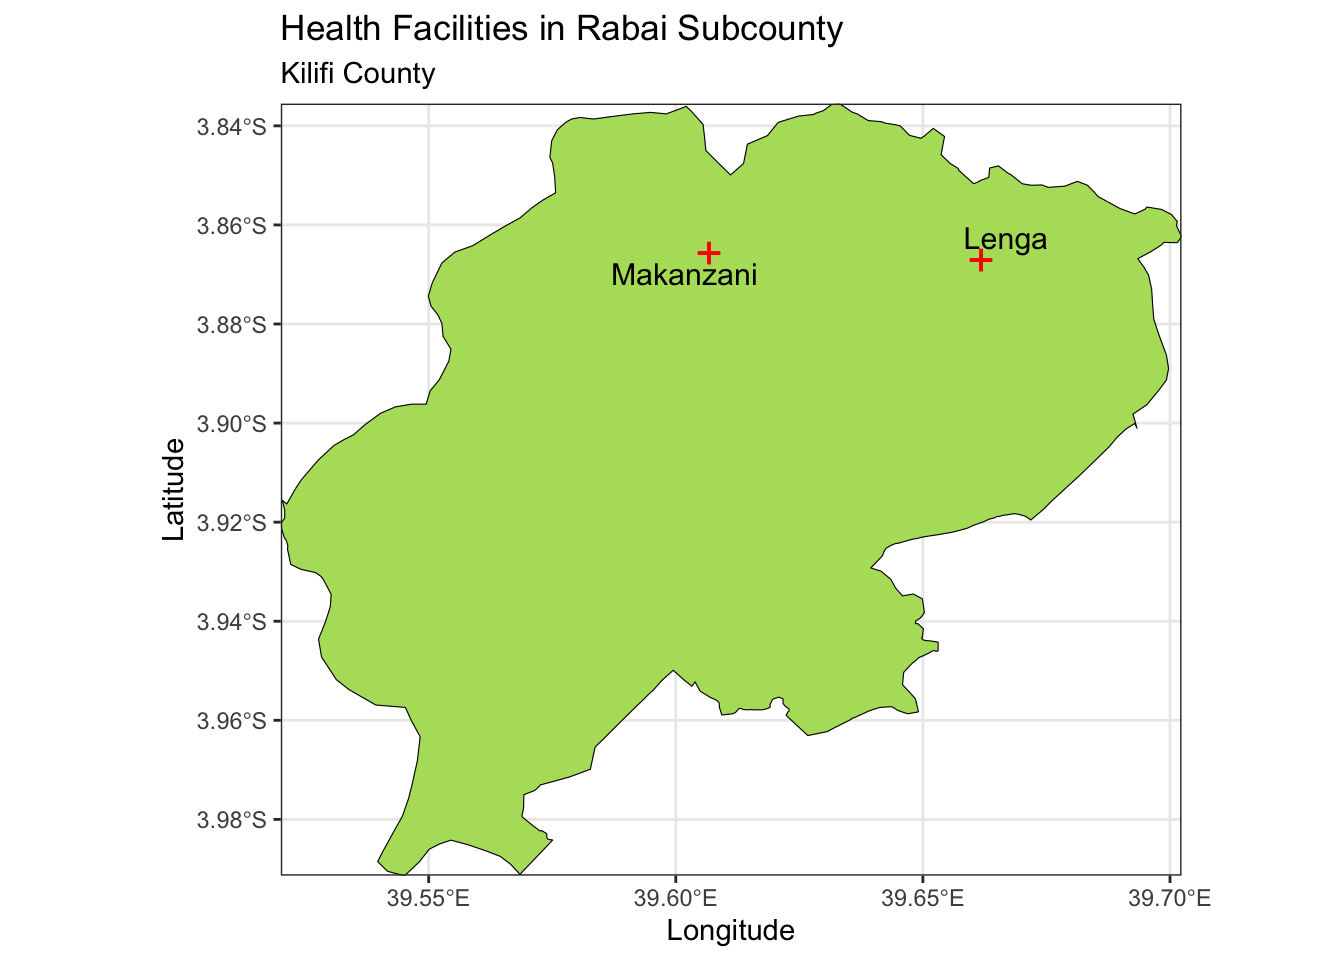 Health Facilities in Rabai Subcounty
Kilifi County
3.84°S
3.86°S
3.88°S
3.90°S
3.92°S
3.94°S
3.96°S
3.98°S
Latitude
Lenga
Makanzani
39.55°E
39.60°E
39.65°E
39.70°E
Longitude